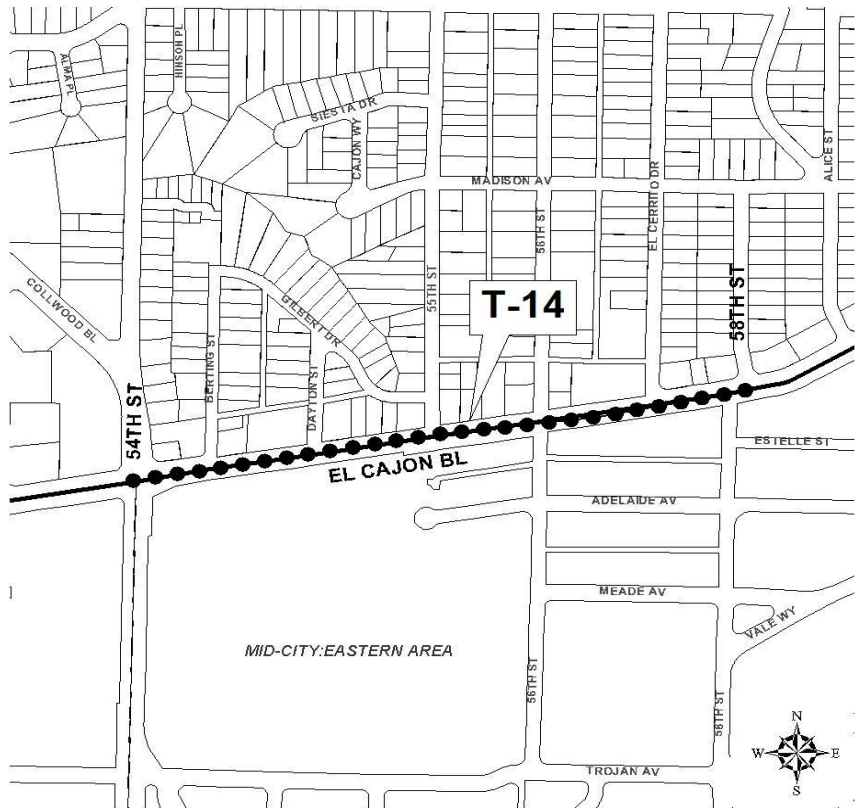 ALMA PL
HINSON PL
SIESTA DR
CAJON WY
MADISON AV
ALICE ST
EL CERRITO DR
56TH ST
COLLWOOD BL
55TH ST
T-14
58TH ST
GILBERT DR
BERTING ST
DAYTON ST
54TH ST
EL CAJON BL
ESTELLE ST
ADELAIDE AV
MEADE AV
VALE WY
MID-CITY:EASTERN AREA
56TH ST
56TH ST
TROJAN AV
N
W
E
S